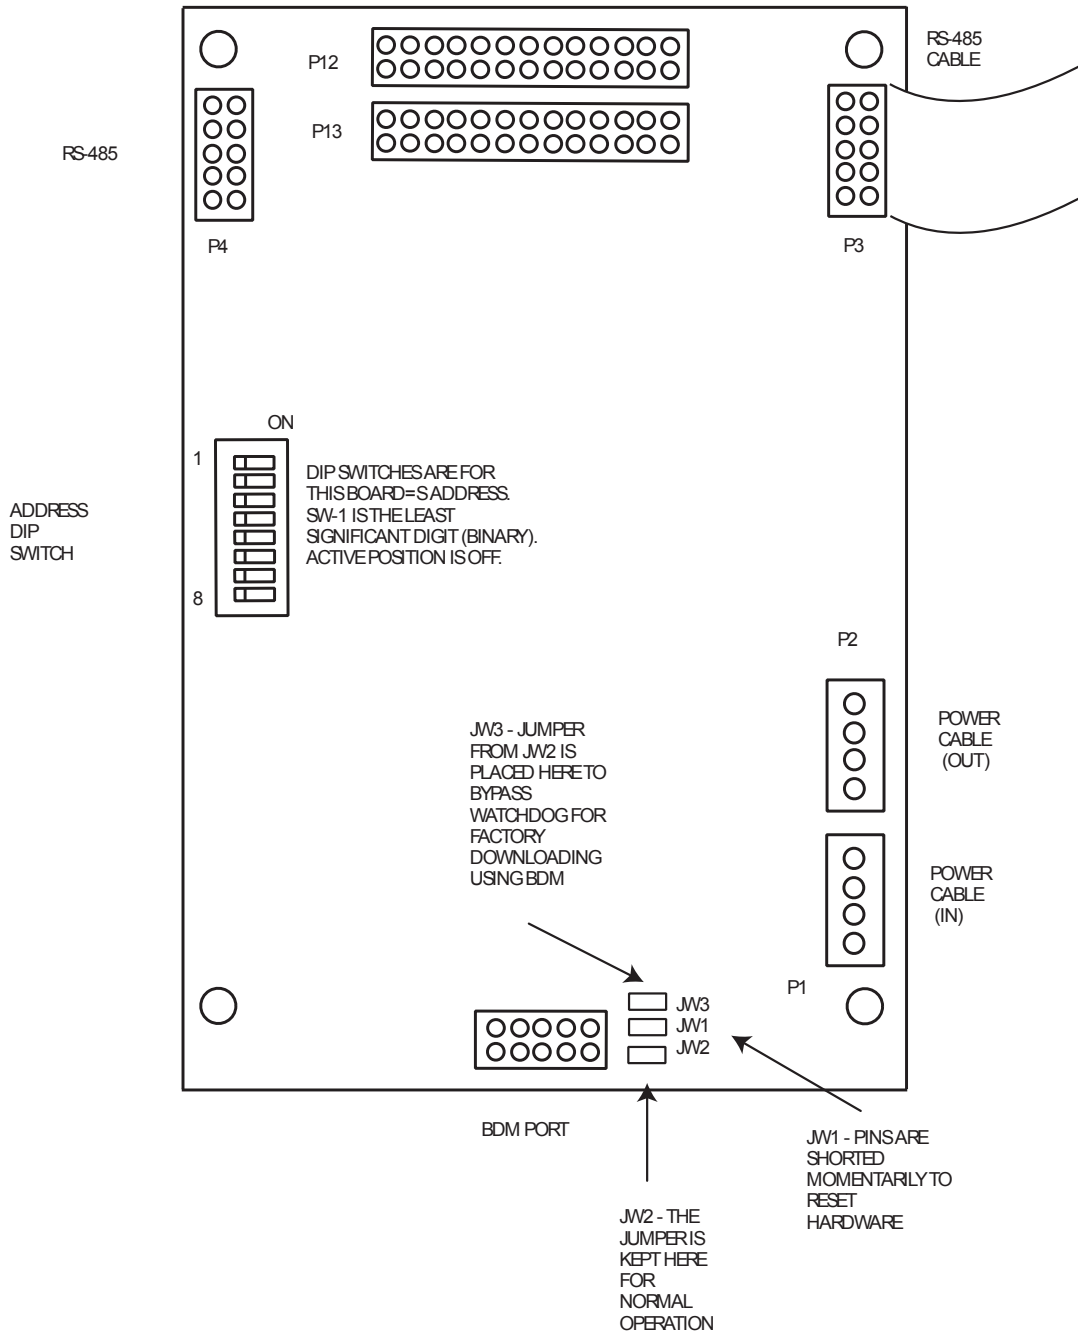 RS-485
CABLE
P12
P13
RS-485
P4
P3
ON
1
8
ADDRESS
DIP
SWITCH
DIP SWITCHES ARE FOR
THIS BOARD=S ADDRESS.
SW-1 IS THE LEAST
SIGNIFICANT DIGIT (BINARY).
ACTIVE POSITION IS OFF.
P2
POWER
CABLE
(OUT)
JW3 - JUMPER
FROM JW2 IS
PLACED HERE TO
BYPASS
WATCHDOG FOR
FACTORY
DOWNLOADING
USING BDM
POWER
CABLE
(IN)
P1
JW3
JW1
JW2
BDM PORT
JW1 - PINS ARE
SHORTED
MOMENTARILY TO
RESET
HARDWARE
JW2 - THE
JUMPER IS
KEPT HERE
FOR
NORMAL
OPERATION